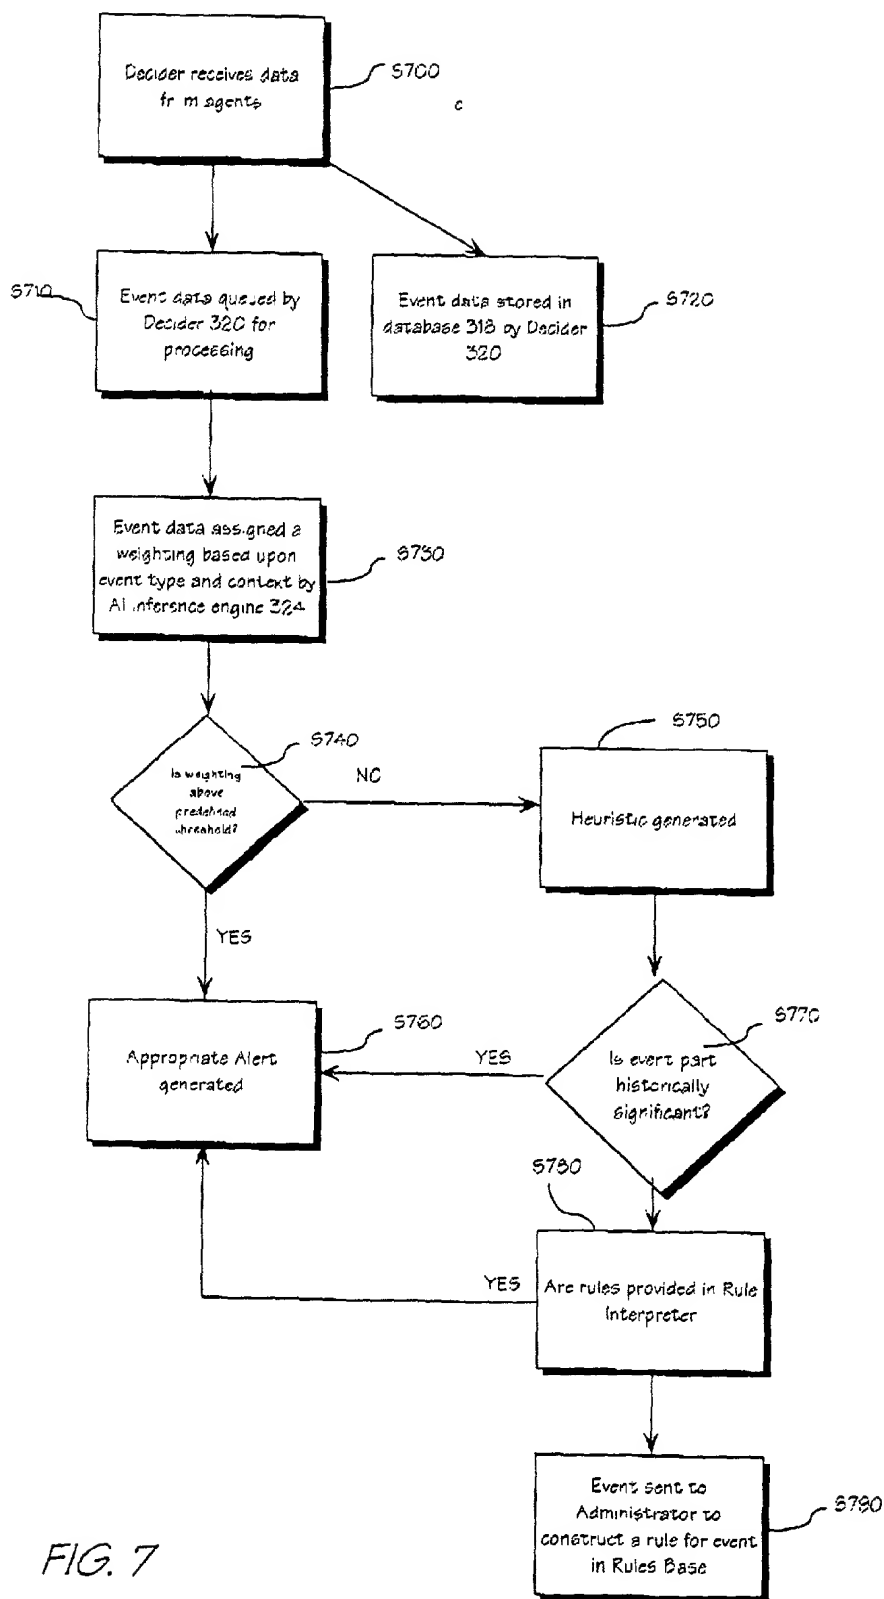 Decider receives data
from agents
S700
c
S710
Event data queued by
Decider 320 for
processing
Event data stored in
database 318 by Decider
320
S720
Event data assigned a
weighting based upon
event type and context by
AI inference engine 324
S730
S740
Is weighting
above
predefined
threshold?
NO
S750
Heuristic generated
YES
Appropriate Alert
generated
S760
YES
S770
Is event part
historically
significant?
S780
YES
Are rules provided in Rule
Interpreter
Event sent to
Administrator to
construct a rule for event
in Rules Base
S790
FIG. 7